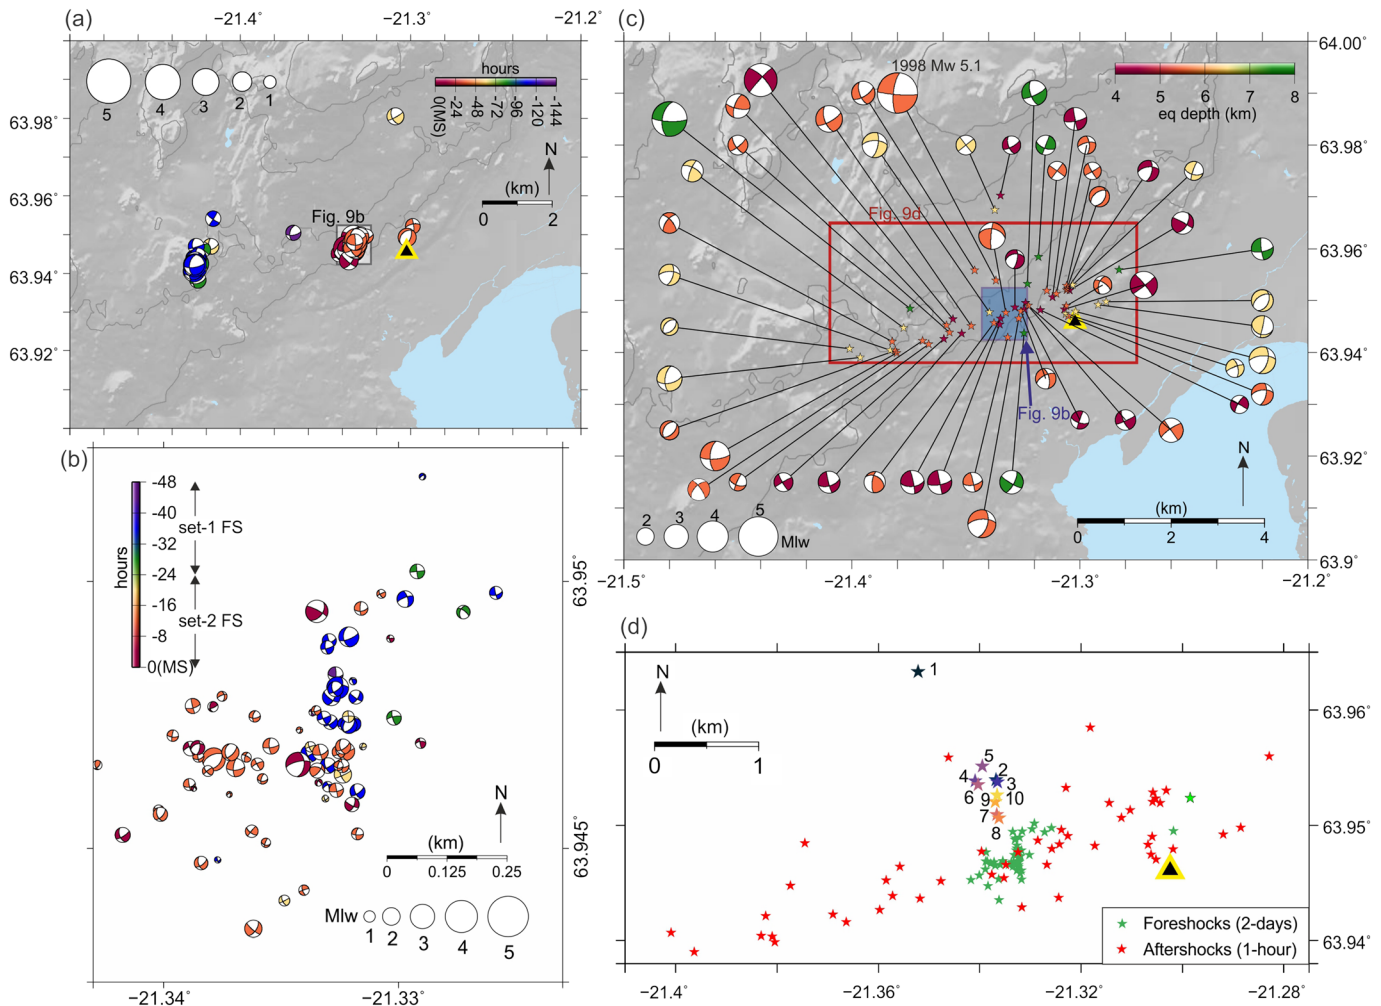 (a)
−21.4°
−21.3°
−21.2°
63.98°
63.96°
63.94°
63.92°
5
4
3
2
1
hours
0(MS)
-24
-48
-72
-96
-120
-144
N
(km)
0
2
Fig. 9b
(b)
-48
-40
-32
-24
-16
-8
0(MS)
hours
set-1 FS
set-2 FS
N
(km)
0
0.125
0.25
Mlw
1
2
3
4
5
63.95°
63.945°
−21.34°
−21.33°
(c)
1998 Mw 5.1
4
5
6
7
8
eq depth (km)
N
Fig. 9d
Fig. 9b
(km)
0
2
4
2
3
4
5
Mlw
64.00°
63.98°
63.96°
63.94°
63.92°
63.9°
−21.5°
−21.4°
−21.3°
−21.2°
(d)
N
(km)
0
1
1
5
4
2
3
6
9
10
7
8
63.96°
63.95°
63.94°
Foreshocks (2-days)
Aftershocks (1-hour)
−21.4°
−21.36°
−21.32°
−21.28°